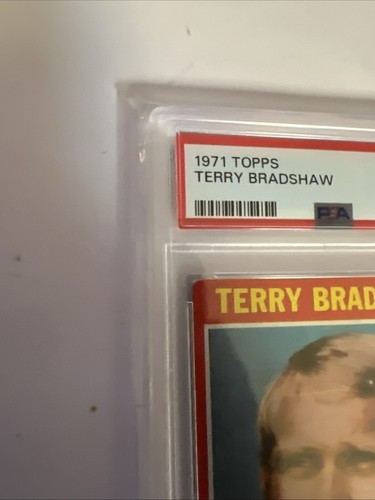 1971 TOPPS
TERRY BRADSHAW
PSA
TERRY BRAD